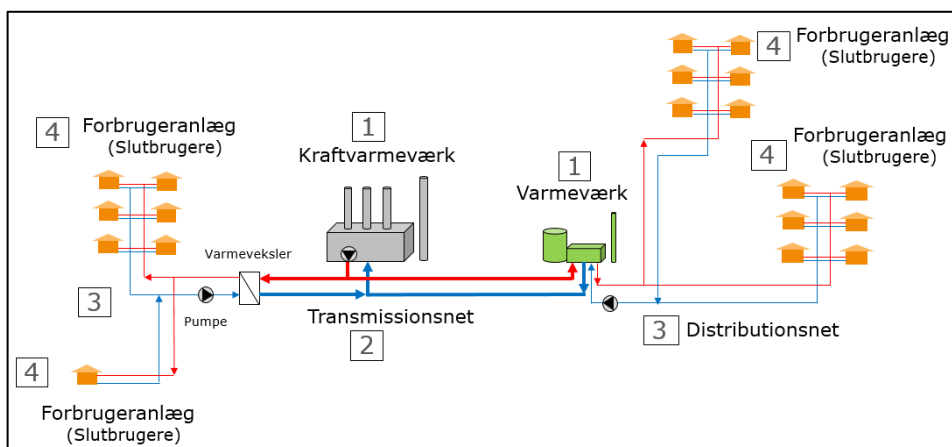 4
Forbrugeranlæg
(Slutbrugere)
1
Kraftvarmeværk
1
Varmeværk
4
Forbrugeranlæg
(Slutbrugere)
4
Forbrugeranlæg
(Slutbrugere)
Varmeveksler
3
Pumpe
Transmissionsnet
2
3
Distributionsnet
4
Forbrugeranlæg
(Slutbrugere)